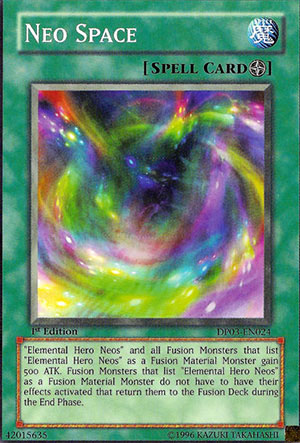 NEO SPACE
魔
[SPELL CARD]
1st Edition
DP03-EN024
"Elemental Hero Neos" and all Fusion Monsters that list
"Elemental Hero Neos" as a Fusion Material Monster gain
500 ATK. Fusion Monsters that list "Elemental Hero Neos"
as a Fusion Material Monster do not have to have their
effects activated that return them to the Fusion Deck during
the End Phase.
42015635
©1996 KAZUKI TAKAHASHI